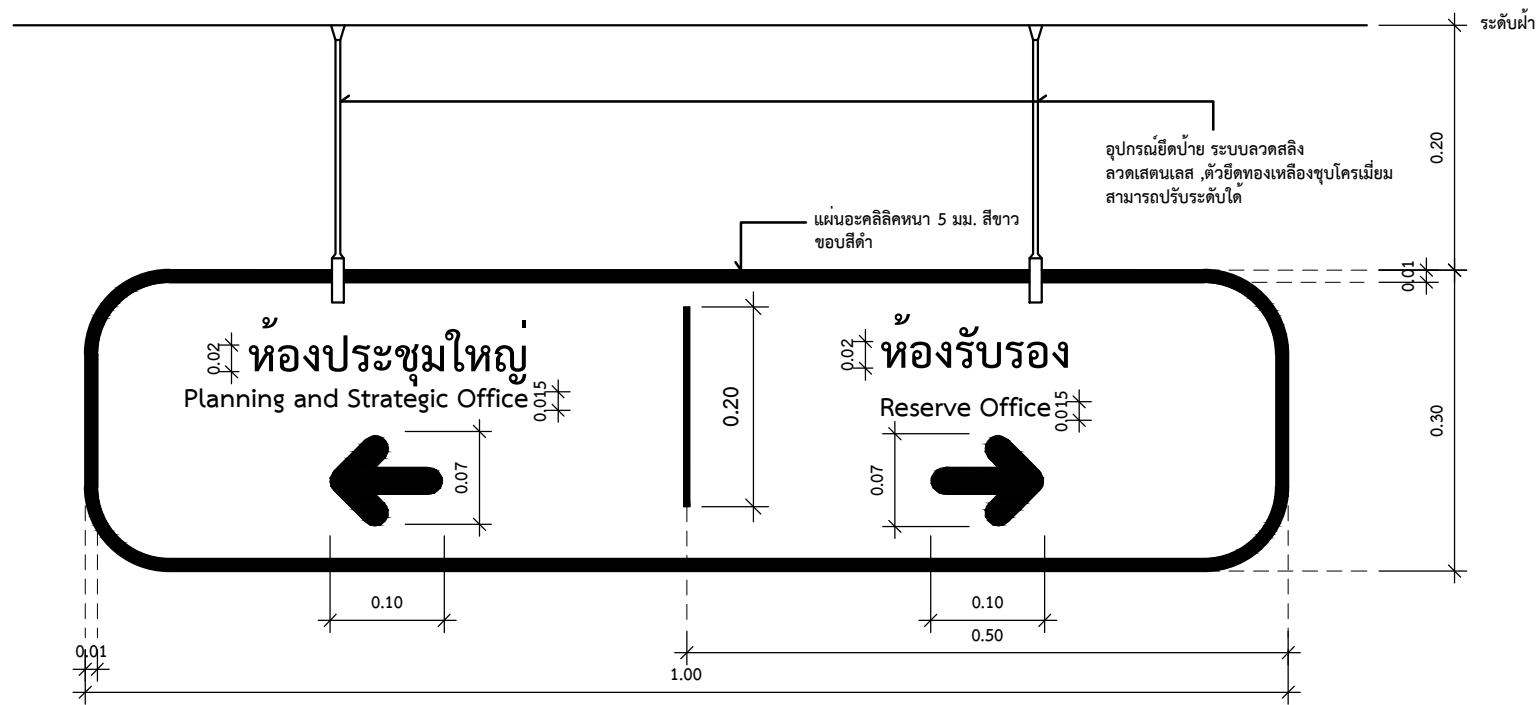 ระดับฝ้า
0.20
อุปกรณ์ยึดป้าย ระบบลวดสลิง
ลวดเสตนเลส ,ตัวยึดทองเหลืองชุบโครเมี่ยม
สามารถปรับระดับใด้
แผ่นอะคลิลิคหนา 5 มม. สีขาว
ขอบสีดำ
0.01
0.02
ห้องประชุมใหญ่
Planning and Strategic Office
0.015
0.07
0.20
0.02
ห้องรับรอง
Reserve Office
0.015
0.07
0.30
0.10
0.10
0.50
0.01
1.00